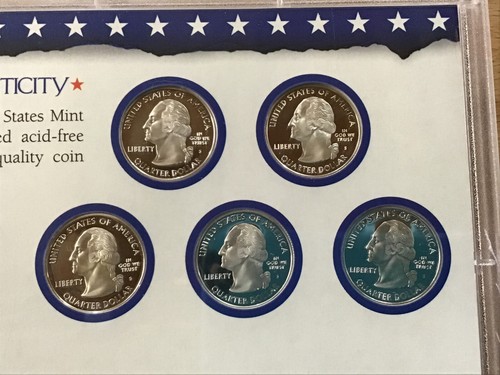 TICITY
States Mint
ed acid-free
quality coin
UNITED STATES OF AMERICA
LIBERTY
IN
GOD WE
TRUST
S
QUARTER DOLLAR
UNITED STATES OF AMERICA
LIBERTY
IN
GOD WE
TRUST
S
QUARTER DOLLAR
UNITED STATES OF AMERICA
LIBERTY
IN
GOD WE
TRUST
S
QUARTER DOLLAR
UNITED STATES OF AMERICA
LIBERTY
IN
GOD WE
TRUST
S
QUARTER DOLLAR
UNITED STATES OF AMERICA
LIBERTY
IN
GOD WE
TRUST
S
QUARTER DOLLAR